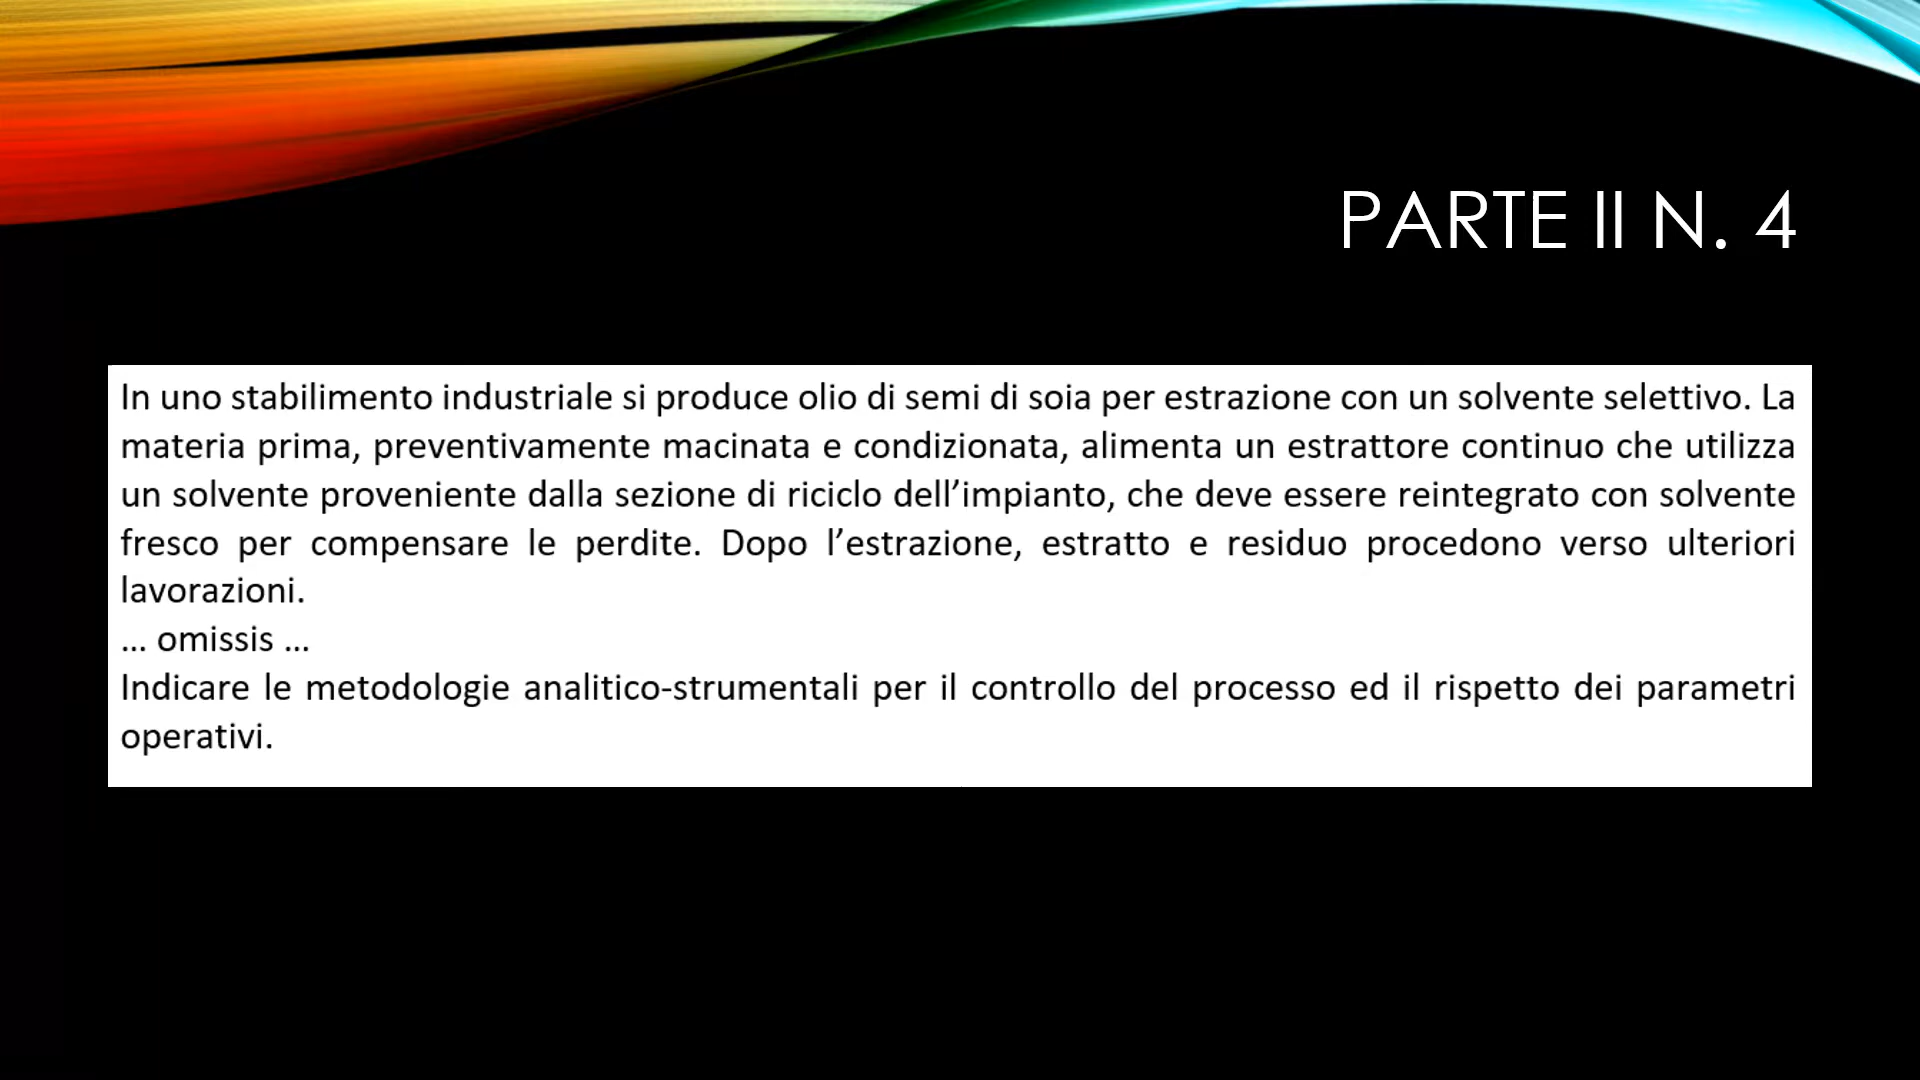 PARTE II N. 4
In uno stabilimento industriale si produce olio di semi di soia per estrazione con un solvente selettivo. La
materia prima, preventivamente macinata e condizionata, alimenta un estrattore continuo che utilizza
un solvente proveniente dalla sezione di riciclo dell’impianto, che deve essere reintegrato con solvente
fresco per compensare le perdite. Dopo l’estrazione, estratto e residuo procedono verso ulteriori
lavorazioni.
... omissis ...
Indicare le metodologie analitico-strumentali per il controllo del processo ed il rispetto dei parametri
operativi.